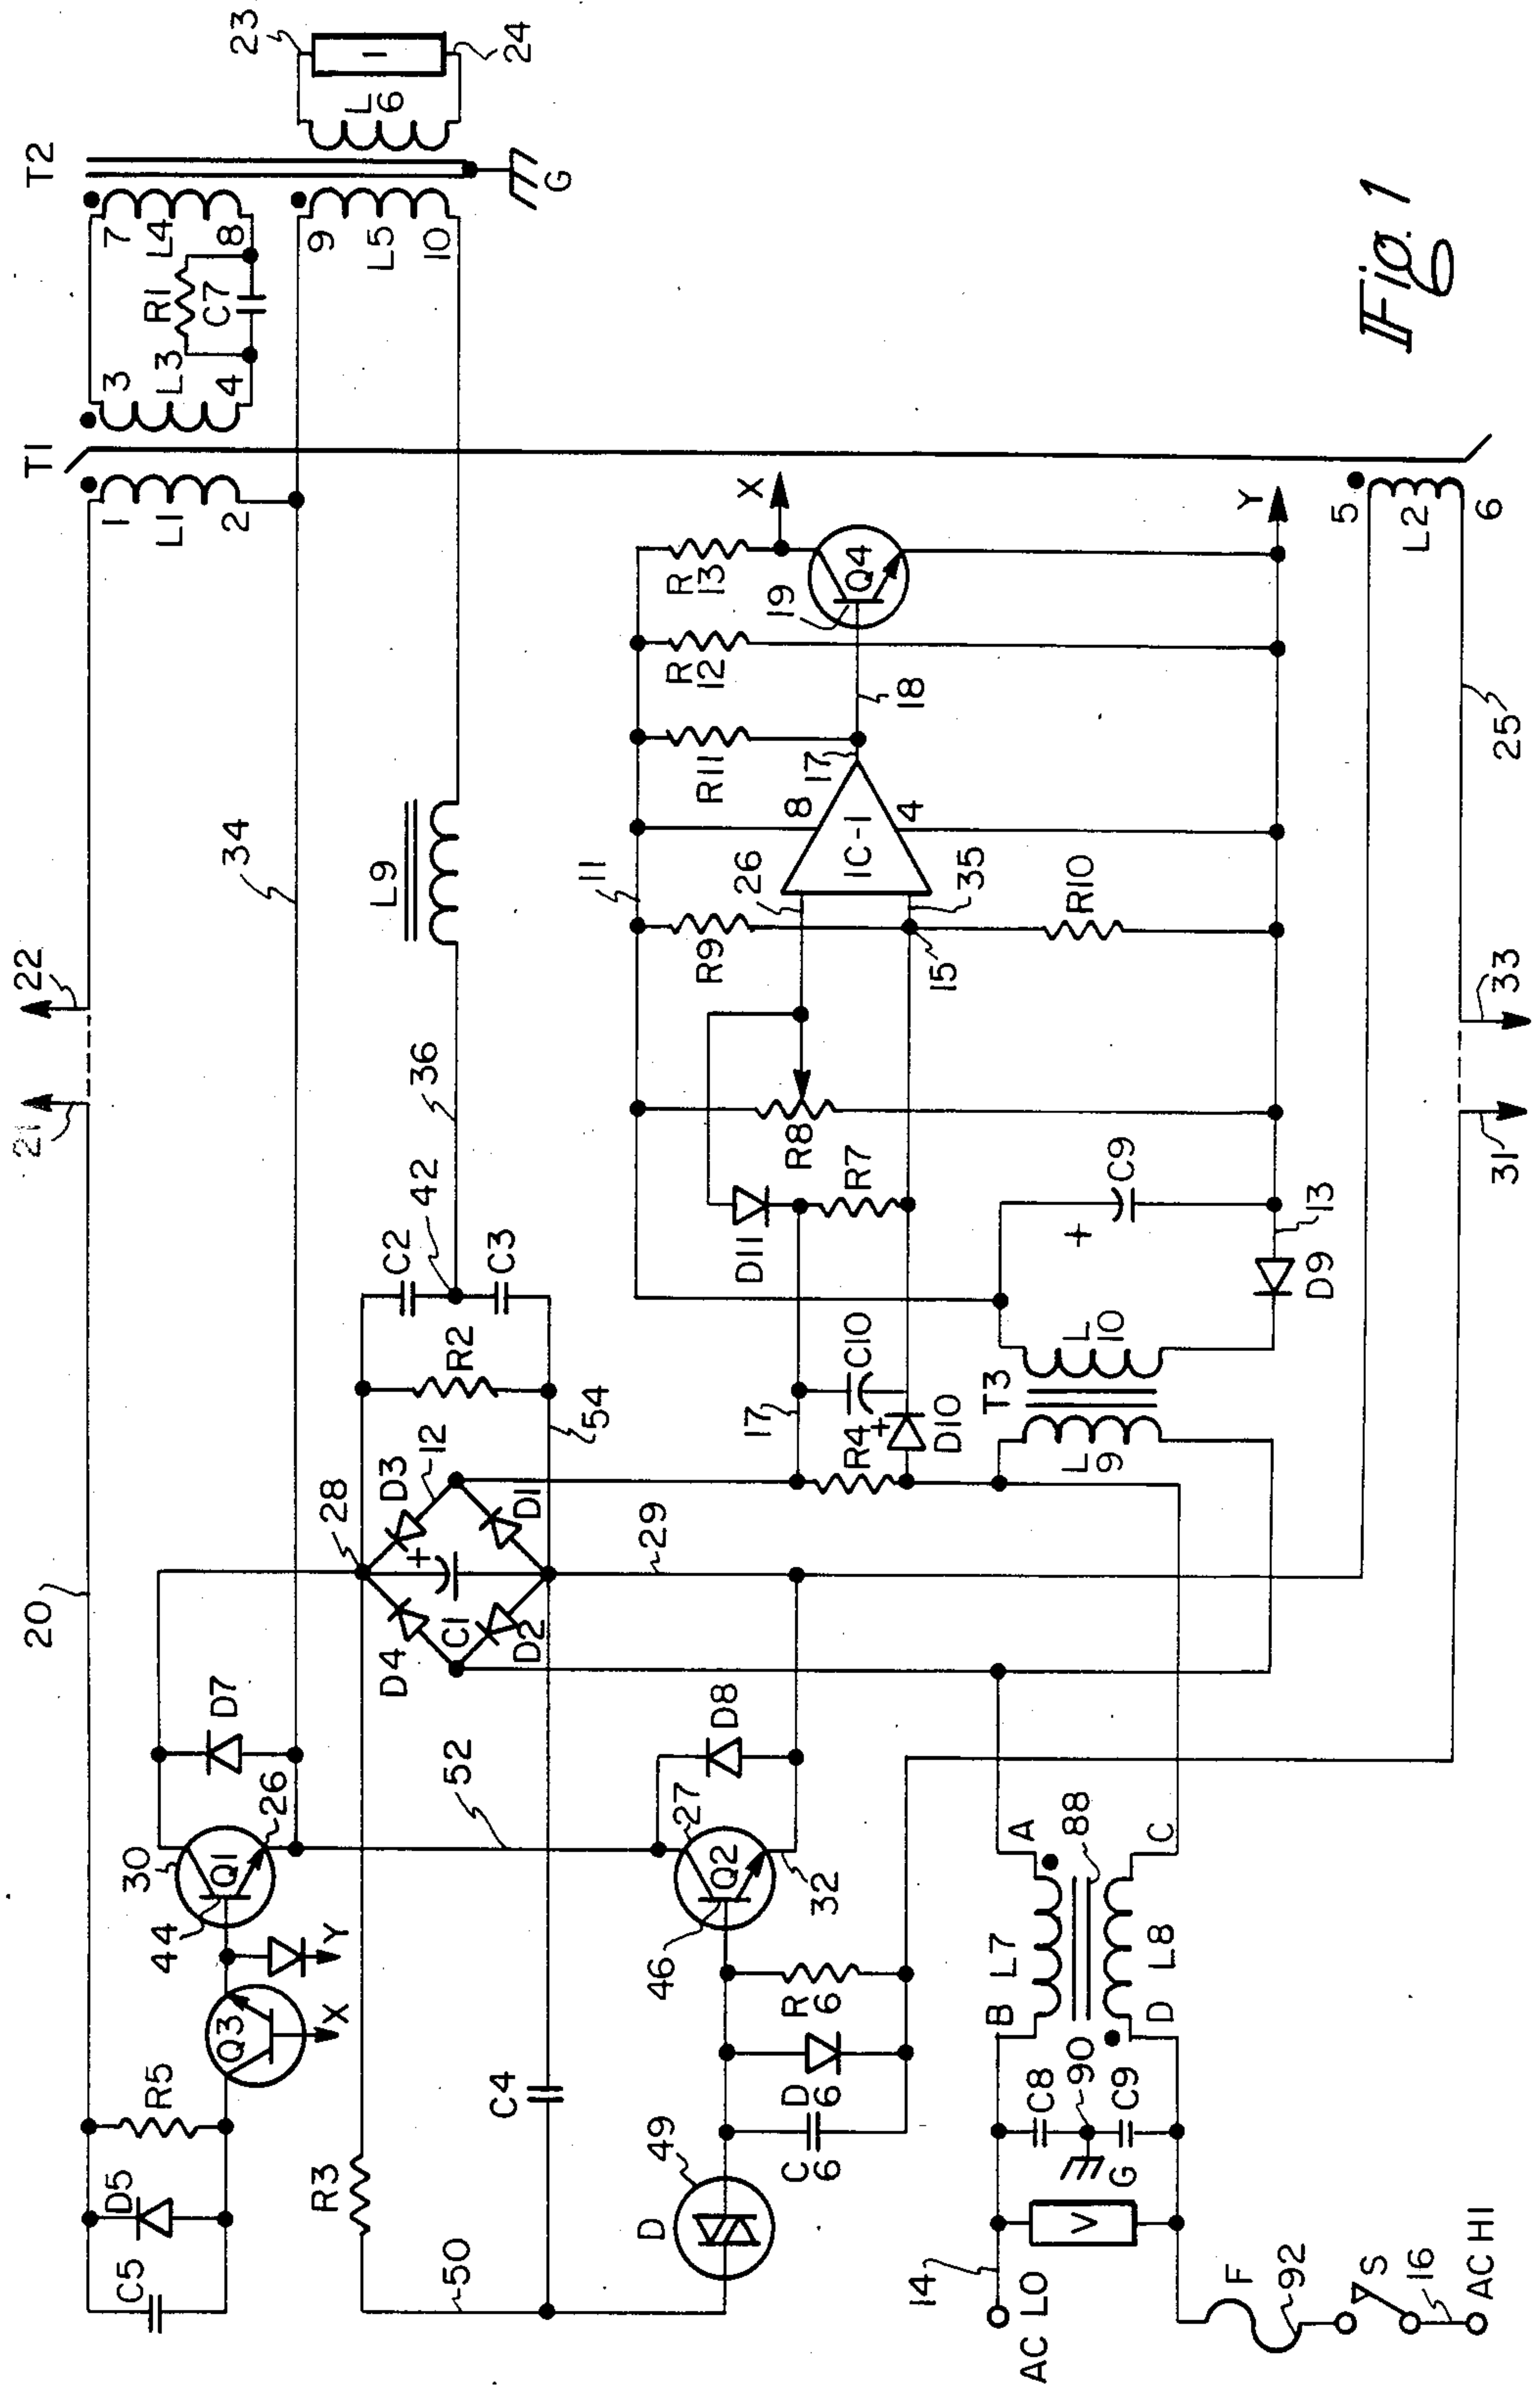 T1
T2
23
24
L6
1
7
L4
8
R1
C7
3
L3
4
1
L1
2
9
L5
10
G
22
21
34
L9
36
42
C2
C3
R2
54
20
28
D3
12
D1
29
C1
D2
D4
D7
30
Q1
26
44
52
Y
X
Q3
R5
D5
C5
R3
C4
50
27
D8
Q2
32
46
R6
D6
C6
49
D
X
Y
R13
19
Q4
R12
18
R11
17
8
4
IC-1
11
26
35
R9
15
R10
R8
R7
D11
C9
+
13
D9
L10
T3
L9
C10
17
R4
+
D10
+
5
L2
6
25
33
31
A
88
C
L7
L8
B
D
90
C8
C9
G
V
14
AC LO
F
92
S
16
AC HI
Fig. 1